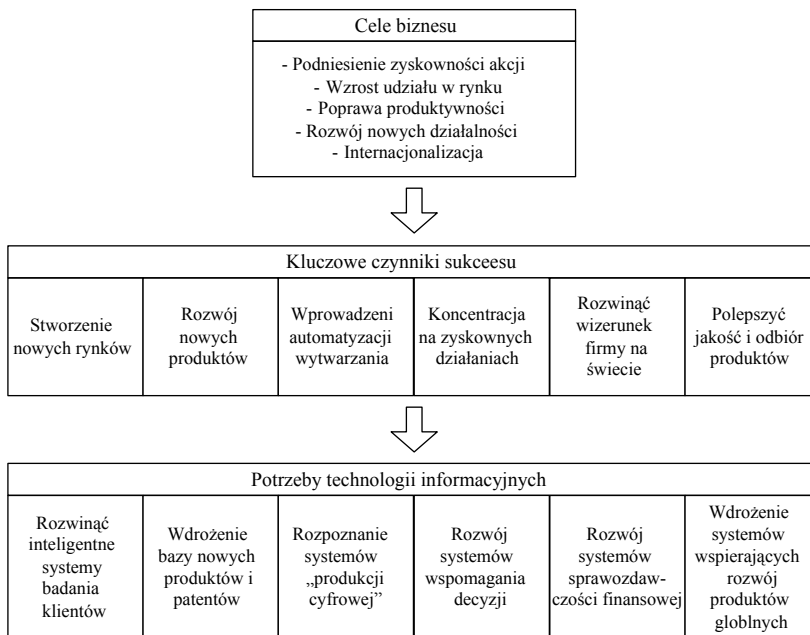 Cele biznesu
- Podniesienie zyskowności akcji
- Wzrost udziału w rynku
- Poprawa produktywności
- Rozwój nowych działalności
- Internacjonalizacja
Kluczowe czynniki sukceesu
Stworzenie
nowych rynków
Rozwój
nowych
produktów
Wprowadzeni
automatyzacji
wytwarzania
Koncentracja
na zyskownych
działaniach
Rozwinąć
wizerunek
firmy na
świecie
Polepszyć
jakość i odbiór
produktów
Potrzeby technologii informacyjnych
Rozwinąć
inteligentne
systemy
badania
klientów
Wdrożenie
bazy nowych
produktów i
patentów
Rozpoznanie
systemów
„produkcji
cyfrowej”
Rozwój
systemów
wspomagania
decyzji
Rozwój
systemów
sprawozdaw-
czości finansowej
Wdrożenie
systemów
wspierających
rozwój
produktów
globlnych